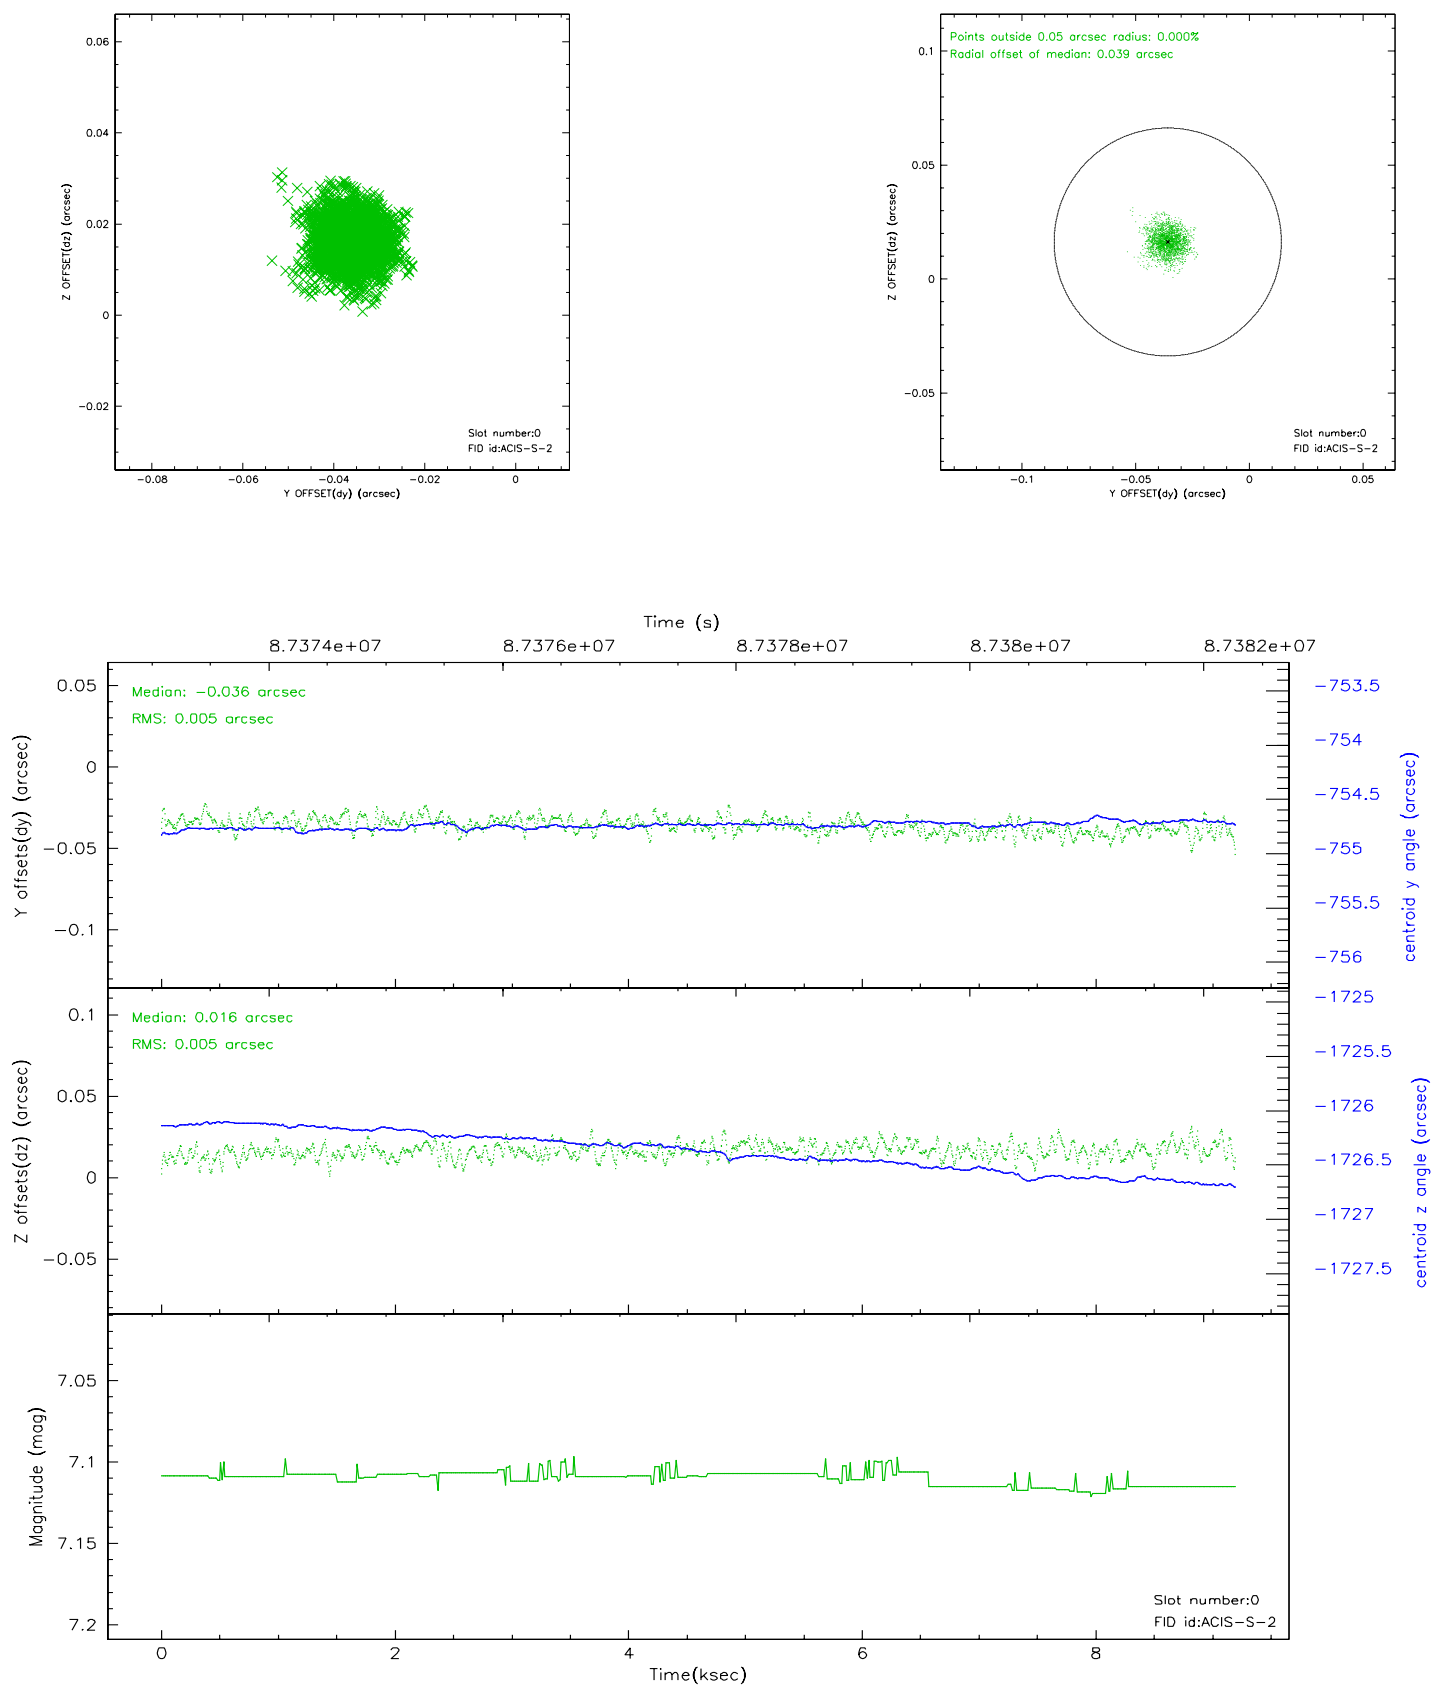 0.06
0.04
0.02
0
−0.02
Z OFFSET(dz) (arcsec)
Slot number:0
FID id:ACIS−S−2
−0.08
−0.06
−0.04
−0.02
0
Y OFFSET(dy) (arcsec)
Points outside 0.05 arcsec radius: 0.000%
Radial offset of median: 0.039 arcsec
0.1
0.05
0
−0.05
Z OFFSET(dz) (arcsec)
Slot number:0
FID id:ACIS−S−2
−0.1
−0.05
0
0.05
Y OFFSET(dy) (arcsec)
Time (s)
8.7374e+07
8.7376e+07
8.7378e+07
8.738e+07
8.7382e+07
Median: −0.036 arcsec
RMS: 0.005 arcsec
0.05
0
−0.05
−0.1
Y offsets(dy) (arcsec)
−753.5
−754
−754.5
−755
−755.5
−756
centroid y angle (arcsec)
Median: 0.016 arcsec
RMS: 0.005 arcsec
0.1
0.05
0
−0.05
Z offsets(dz) (arcsec)
−1725
−1725.5
−1726
−1726.5
−1727
−1727.5
centroid z angle (arcsec)
7.05
7.1
7.15
7.2
Magnitude (mag)
Slot number:0
FID id:ACIS−S−2
0
2
4
6
8
Time(ksec)